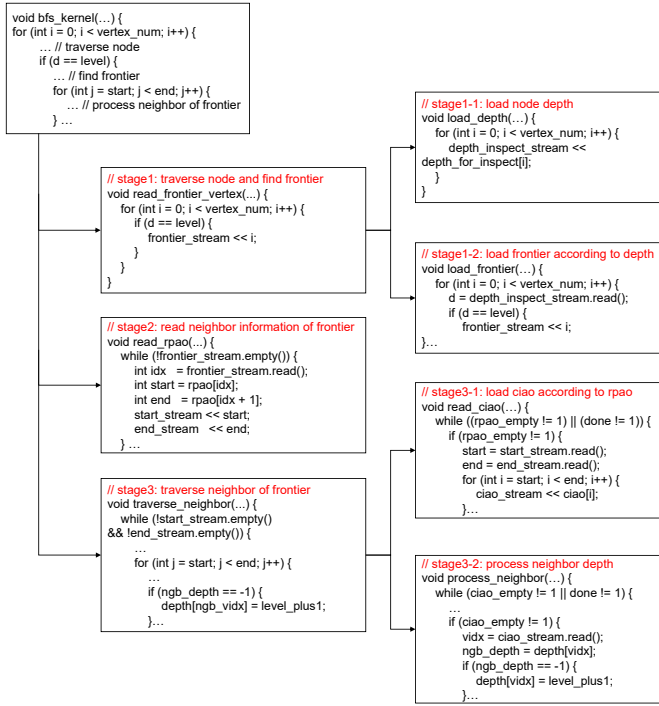 void bfs_kernel(…) {
for (int i = 0; i < vertex_num; i++) {
… // traverse node
if (d == level) {
… // find frontier
for (int j = start; j < end; j++) {
… // process neighbor of frontier
} …
// stage1: traverse node and find frontier
void read_frontier_vertex(...) {
for (int i = 0; i < vertex_num; i++) {
if (d == level) {
frontier_stream << i;
}
}
}
// stage2: read neighbor information of frontier
void read_rpao(...) {
while (!frontier_stream.empty()) {
int idx = frontier_stream.read();
int start = rpao[idx];
int end = rpao[idx + 1];
start_stream << start;
end_stream << end;
} …
// stage3: traverse neighbor of frontier
void traverse_neighbor(...) {
while (!start_stream.empty()
&& !end_stream.empty()) {
…
for (int j = start; j < end; j++) {
…
if (ngb_depth == -1) {
depth[ngb_vidx] = level_plus1;
}…
// stage1-1: load node depth
void load_depth(…) {
for (int i = 0; i < vertex_num; i++) {
depth_inspect_stream <<
depth_for_inspect[i];
}
}
// stage1-2: load frontier according to depth
void load_frontier(…) {
for (int i = 0; i < vertex_num; i++) {
d = depth_inspect_stream.read();
if (d == level) {
frontier_stream << i;
}…
// stage3-1: load ciao according to rpao
void read_ciao(…) {
while ((rpao_empty != 1) || (done != 1)) {
if (rpao_empty != 1) {
start = start_stream.read();
end = end_stream.read();
for (int i = start; i < end; i++) {
ciao_stream << ciao[i];
}…
// stage3-2: process neighbor depth
void process_neighbor(…) {
while (ciao_empty != 1 || done != 1) {
…
if (ciao_empty != 1) {
vidx = ciao_stream.read();
ngb_depth = depth[vidx];
if (ngb_depth == -1) {
depth[vidx] = level_plus1;
}…